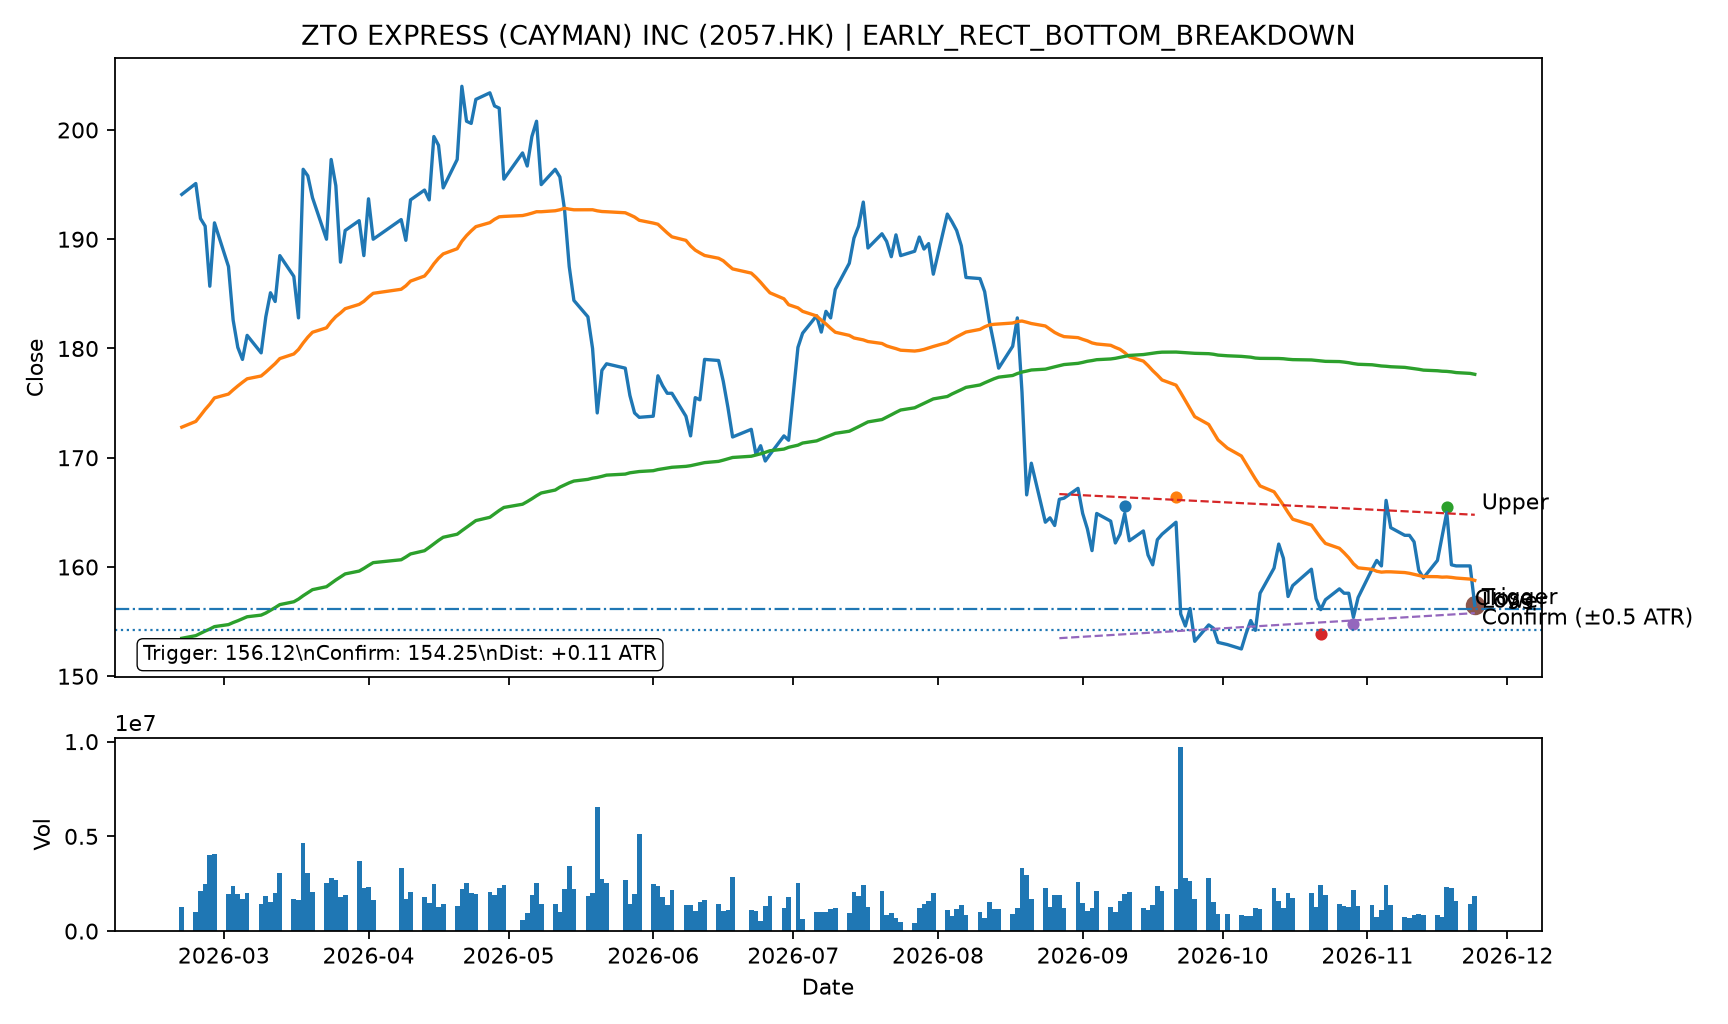 ZTO EXPRESS (CAYMAN) INC (2057.HK) | EARLY_RECT_BOTTOM_BREAKDOWN
Close
200
190
180
170
160
150
Upper
Trigger
Close
Confirm (±0.5 ATR)
Trigger: 156.12\nConfirm: 154.25\nDist: +0.11 ATR
1e7
Vol
1.0
0.5
0.0
2026-03
2026-04
2026-05
2026-06
2026-07
2026-08
2026-09
2026-10
2026-11
2026-12
Date